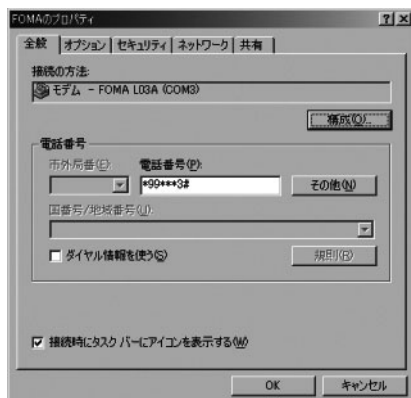 FOMAのプロパティ
全般 オプション セキュリティ ネットワーク 共有
接続の方法:
モデム - FOMA L03A (COM3)
構成(O)...
電話番号
市外局番(E): 電話番号(P):
*99***3# その他(N)
国番号/地域番号(U):
ダイヤル情報を使う(S) 規則(R)
接続時にタスク バーにアイコンを表示する(W)
OK キャンセル